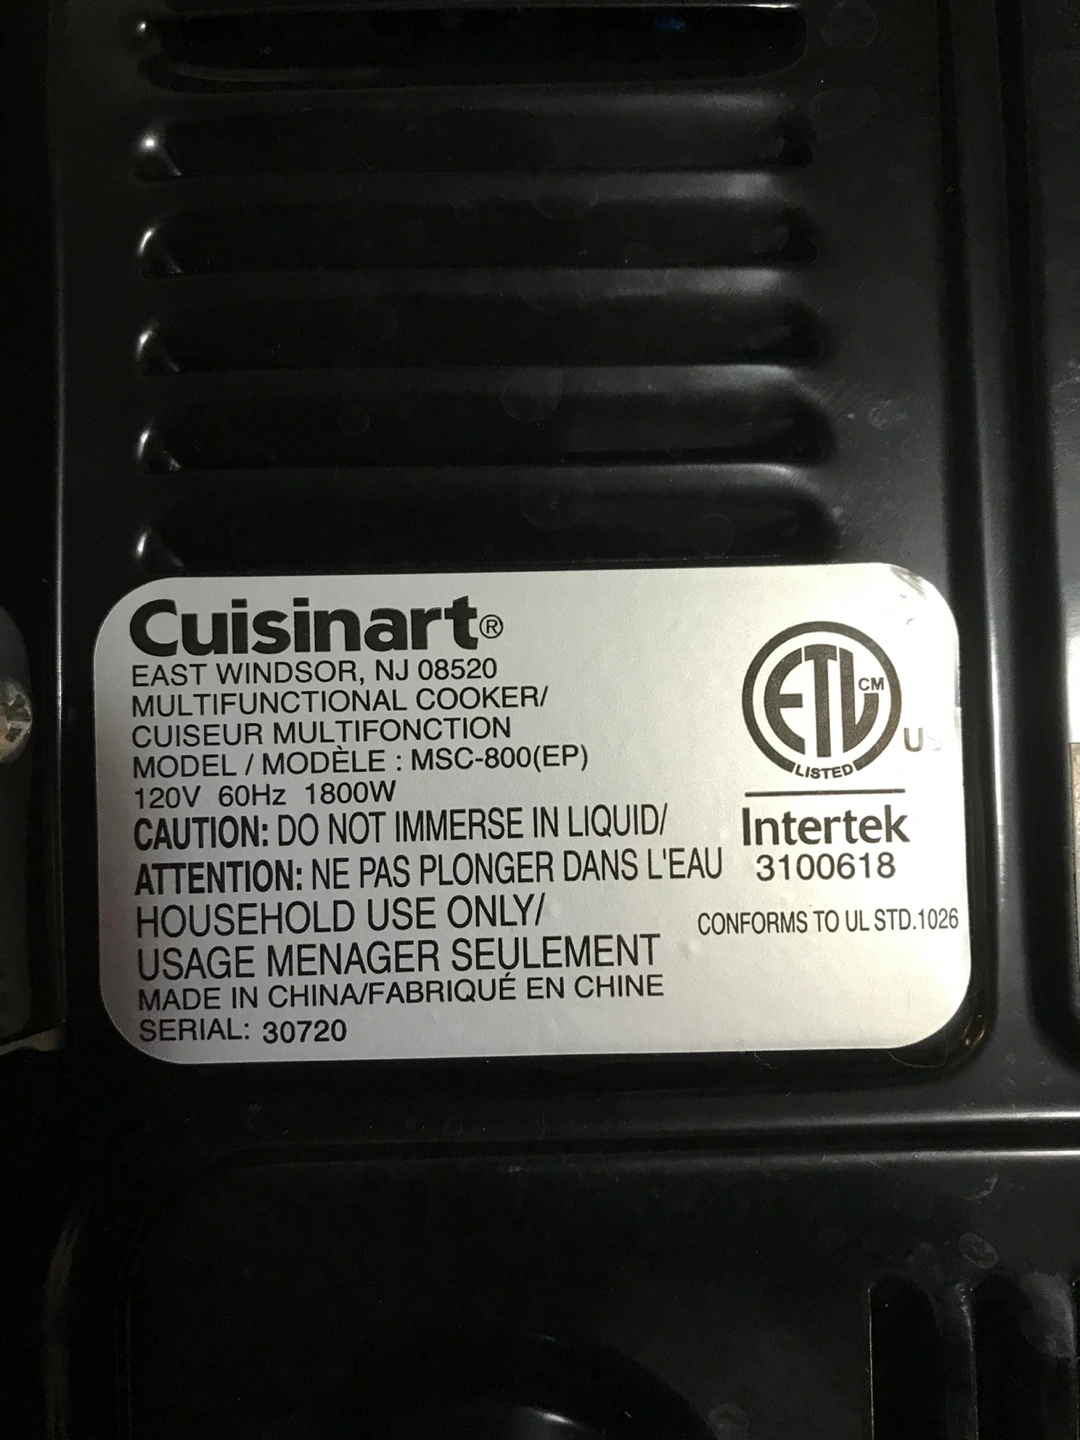 Cuisinart®
EAST WINDSOR, NJ 08520
MULTIFUNCTIONAL COOKER/
CUISEUR MULTIFONCTION
MODEL / MODÈLE : MSC-800(EP)
120V 60Hz 1800W
CAUTION: DO NOT IMMERSE IN LIQUID/
ATTENTION: NE PAS PLONGER DANS L'EAU
HOUSEHOLD USE ONLY/
USAGE MENAGER SEULEMENT
MADE IN CHINA/FABRIQUÉ EN CHINE
SERIAL: 30720
ETL CM
US
LISTED
Intertek
3100618
CONFORMS TO UL STD.1026